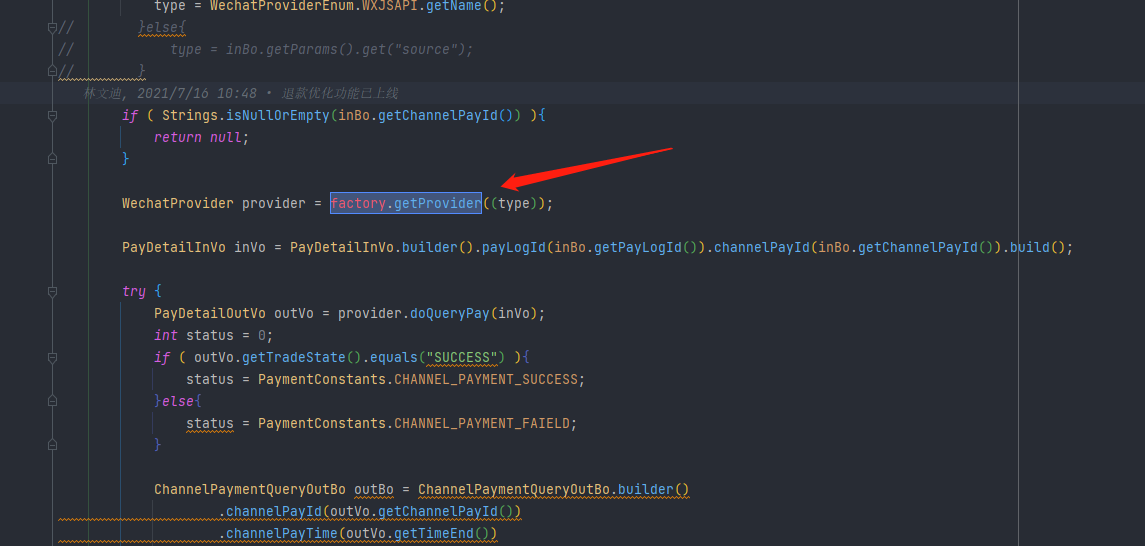 type = WechatProviderEnum.WXJSAPI.getName();
// }else{
// type = inBo.getParams().get("source");
// }
林文迪, 2021/7/16 10:48 • 退款优化功能已上线
if ( Strings.isNullOrEmpty(inBo.getChannelPayId()) ){
return null;
}
WechatProvider provider = factory.getProvider((type));
PayDetailInVo inVo = PayDetailInVo.builder().payLogId(inBo.getPayLogId()).channelPayId(inBo.getChannelPayId()).build();
try {
PayDetailOutVo outVo = provider.doQueryPay(inVo);
int status = 0;
if ( outVo.getTradeState().equals("SUCCESS") ){
status = PaymentConstants.CHANNEL_PAYMENT_SUCCESS;
}else{
status = PaymentConstants.CHANNEL_PAYMENT_FAIELD;
}
ChannelPaymentQueryOutBo outBo = ChannelPaymentQueryOutBo.builder()
.channelPayId(outVo.getChannelPayId())
.channelPayTime(outVo.getTimeEnd())